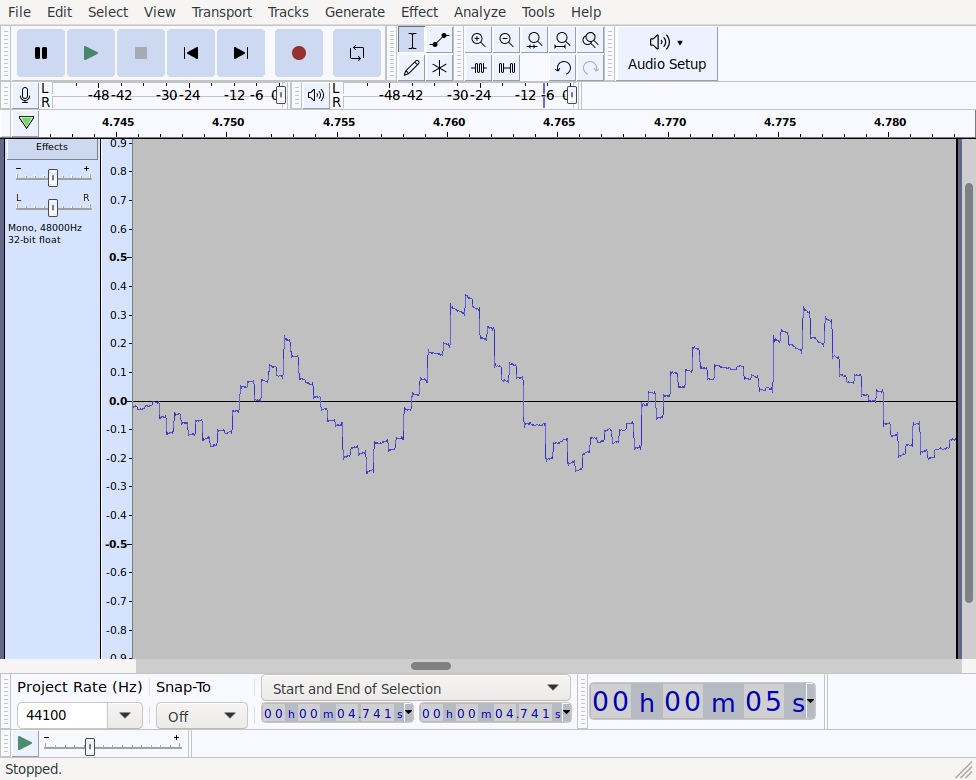 File Edit Select View Transport Tracks Generate Effect Analyze Tools Help
Audio Setup
L R -48 -42 -30 -24 -12 -6 0
L R -48 -42 -30 -24 -12 -6 0
4.745 4.750 4.755 4.760 4.765 4.770 4.775 4.780
Effects
- +
L R
Mono, 48000Hz
32-bit float
0.9
0.8
0.7
0.6
0.5
0.4
0.3
0.2
0.1
0.0
-0.1
-0.2
-0.3
-0.4
-0.5
-0.6
-0.7
-0.8
-0.9
Project Rate (Hz) Snap-To
Start and End of Selection
44100 Off
00 h 00 m 04.741 s 00 h 00 m 04.741 s
00 h 00 m 05 s
- +
Stopped.